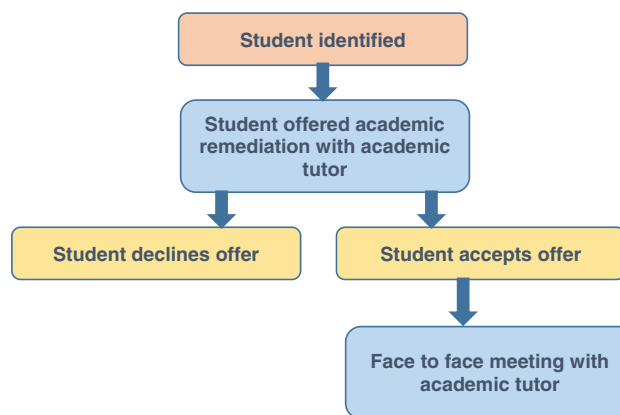 Student identified
Student offered academic
remediation with academic
tutor
Student declines offer
Student accepts offer
Face to face meeting with
academic tutor